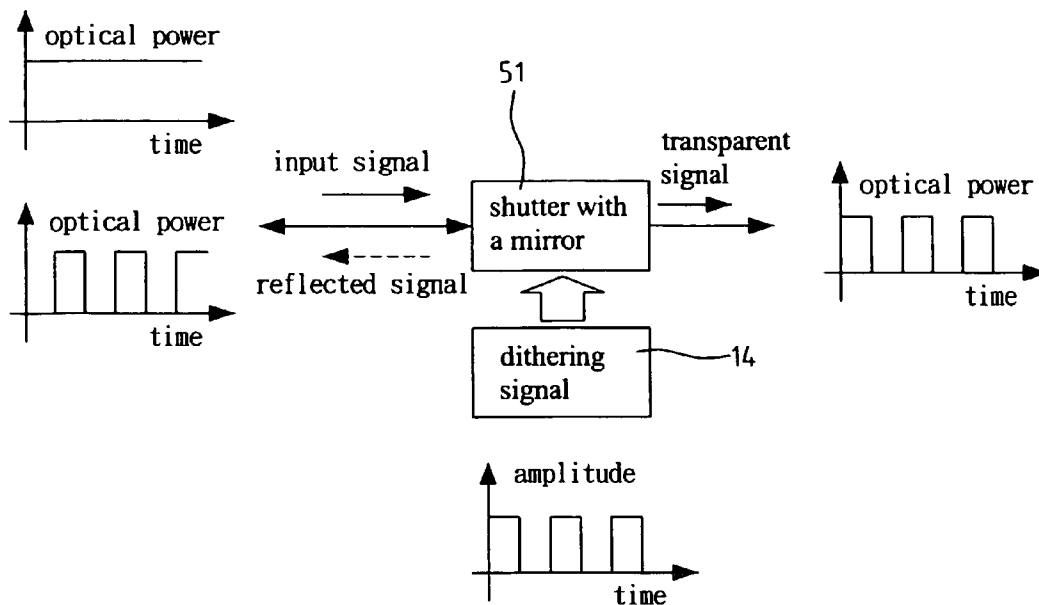 optical power
time
51
input signal
transparent
signal
optical power
shutter with
a mirror
optical power
reflected signal
time
time
dithering
signal
14
amplitude
time